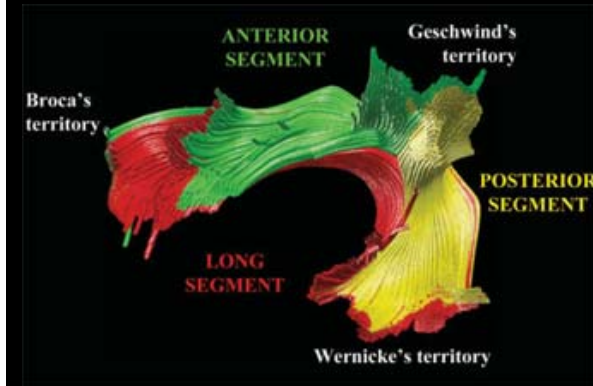 ANTERIOR
SEGMENT
Geschwind's
territory
Broca's
territory
POSTERIOR
SEGMENT
LONG
SEGMENT
Wernicke's territory